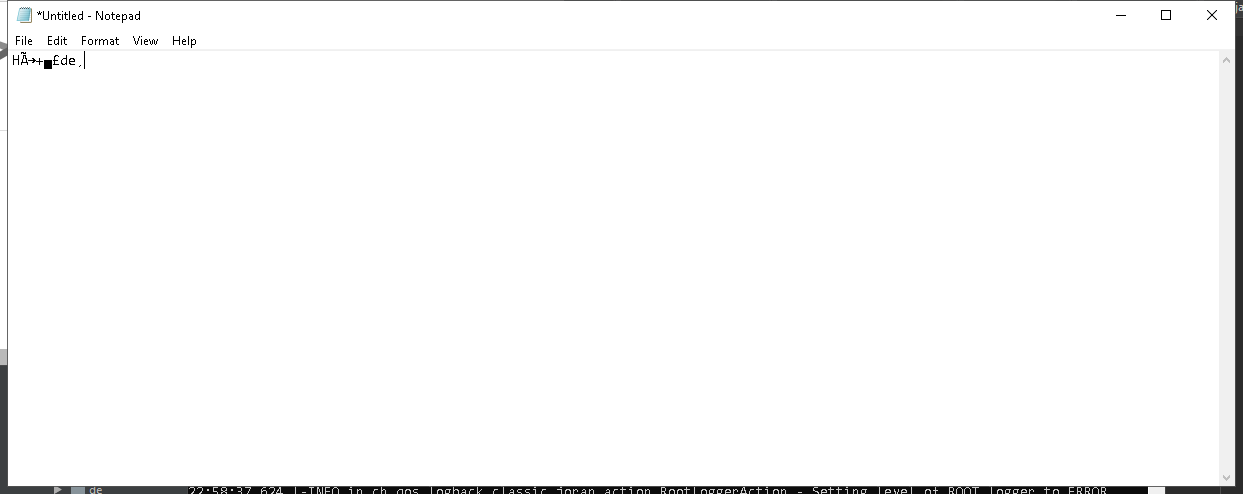 *Untitled - Notepad
File Edit Format View Help
HÃ→+■£de¸
de 22:58:37,624 |-INFO in ch.qos.logback.classic.joran.action.RootLoggerAction - Setting level of ROOT logger to ERROR